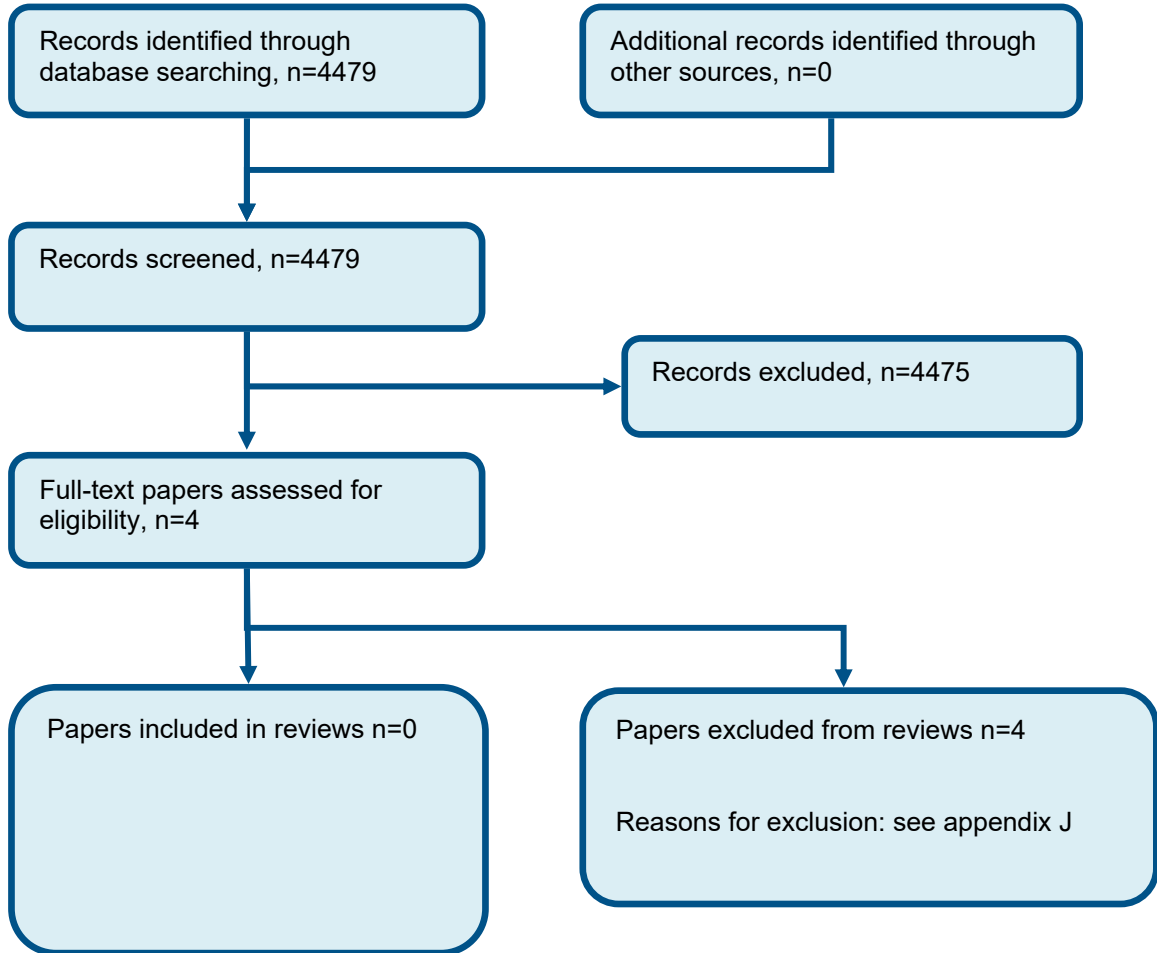 Records identified through
database searching, n=4479
Additional records identified through
other sources, n=0
Records screened, n=4479
Records excluded, n=4475
Full-text papers assessed for
eligibility, n=4
Papers included in reviews n=0
Papers excluded from reviews n=4
Reasons for exclusion: see appendix J